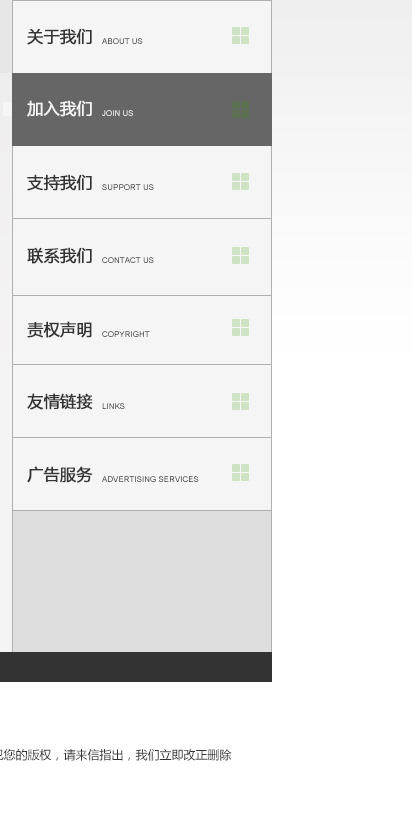 关于我们 ABOUT US
加入我们 JOIN US
支持我们 SUPPORT US
联系我们 CONTACT US
责权声明 COPYRIGHT
友情链接 LINKS
广告服务 ADVERTISING SERVICES
您的版权，请来信指出，我们立即改正删除